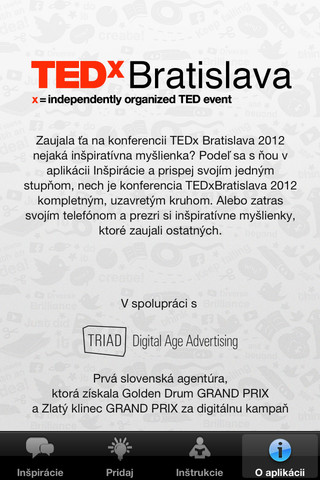 TEDxBratislava
x=independently organized TED event
Zaujala ťa na konferencii TEDx Bratislava 2012
nejaká inšpiratívna myšlienka? Podeľ sa s ňou v
aplikácii Inšpirácie a prispej svojím jedným
stupňom, nech je konferencia TEDxBratislava 2012
kompletným, uzavretým kruhom. Alebo zatras
svojím telefónom a prezri si inšpiratívne myšlienky,
ktoré zaujali ostatných.
V spolupráci s
TRIAD Digital Age Advertising
Prvá slovenská agentúra,
ktorá získala Golden Drum GRAND PRIX
a Zlatý klinec GRAND PRIX za digitálnu kampaň
Inšpirácie Pridaj Inštrukcie O aplikácii